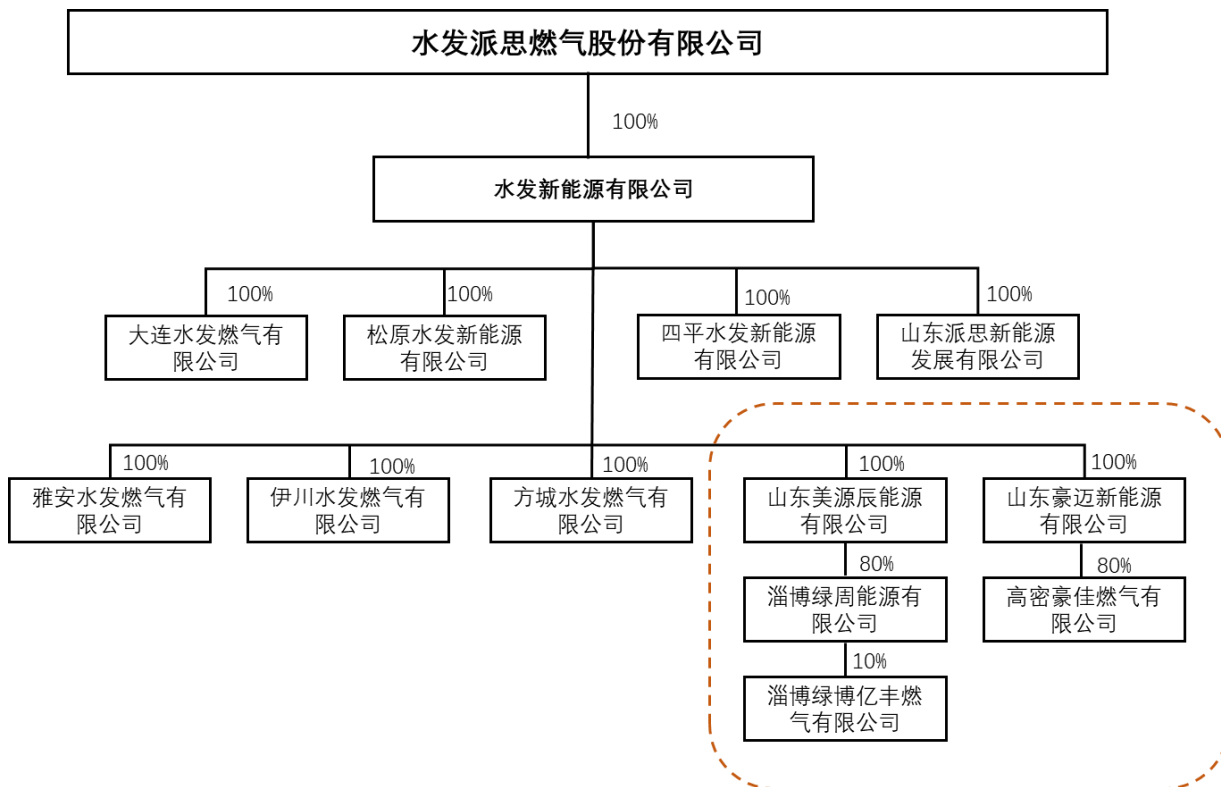 水发派思燃气股份有限公司
100%
水发新能源有限公司
100%
100%
100%
100%
大连水发燃气有
限公司
松原水发新能源
有限公司
四平水发新能源
有限公司
山东派思新能源
发展有限公司
100%
100%
100%
100%
100%
雅安水发燃气有
限公司
伊川水发燃气有
限公司
方城水发燃气有
限公司
山东美源辰能源
有限公司
山东豪迈新能源
有限公司
80%
80%
淄博绿周能源有
限公司
高密豪佳燃气有
限公司
10%
淄博绿博亿丰燃
气有限公司